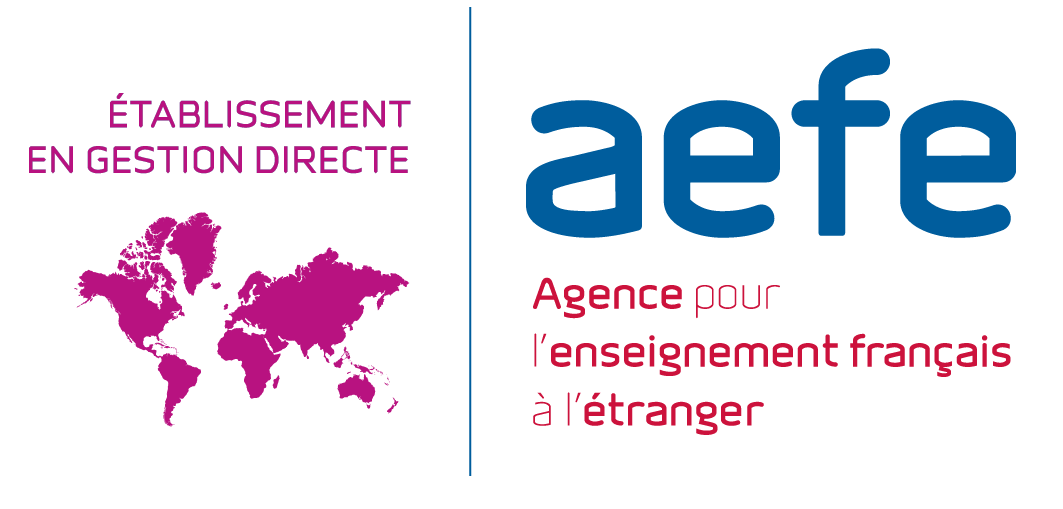 ÉTABLISSEMENT
EN GESTION DIRECTE
aefe
Agence pour
l'enseignement français
à l'étranger